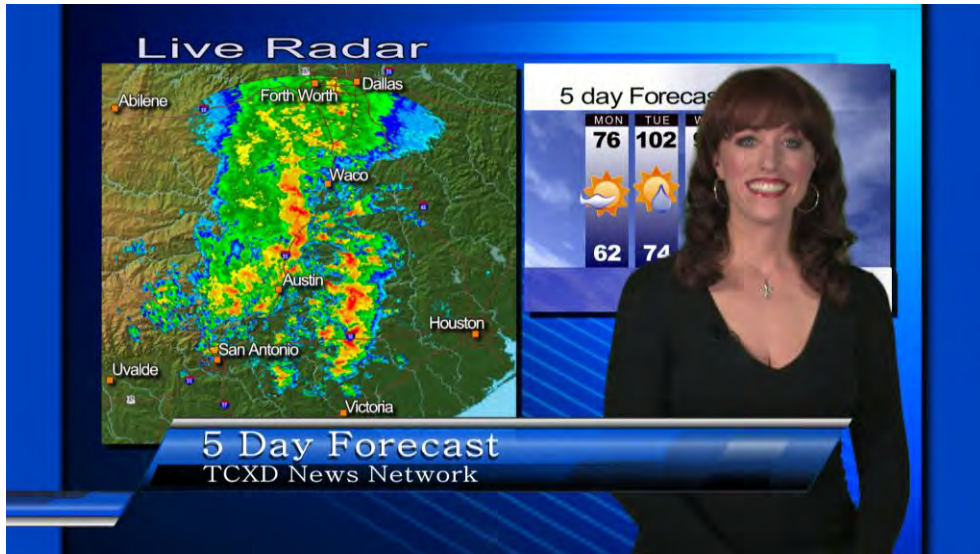 Live Radar
Abilene
Forth Worth
Dallas
Waco
Austin
Houston
San Antonio
Uvalde
Victoria
5 day Forecas
MON TUE W
76 102 9
62 74
5 Day Forecast
TCXD News Network